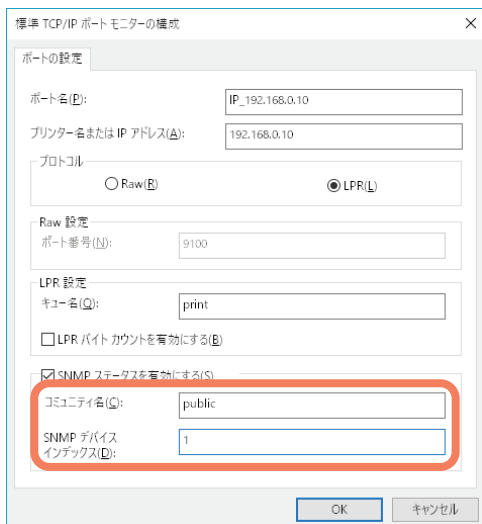 標準 TCP/IP ポート モニターの構成
ポートの設定
ポート名(P): IP_192.168.0.10
プリンター名または IP アドレス(A): 192.168.0.10
プロトコル
Raw(R) LPR(L)
Raw 設定
ポート番号(N): 9100
LPR 設定
キュー名(Q): print
LPR バイト カウントを有効にする(B)
SNMP ステータスを有効にする(S)
コミュニティ名(C): public
SNMP デバイス
インデックス(D): 1
OK キャンセル